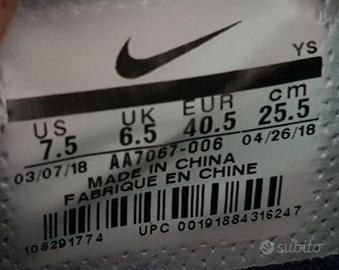 YS
US UK EUR cm
7.5 6.5 40.5 25.5
03/07/18 AA7067-006 04/26/18
MADE IN CHINA
FABRIQUE EN CHINE
108291774 UPC 00191884316247
subito